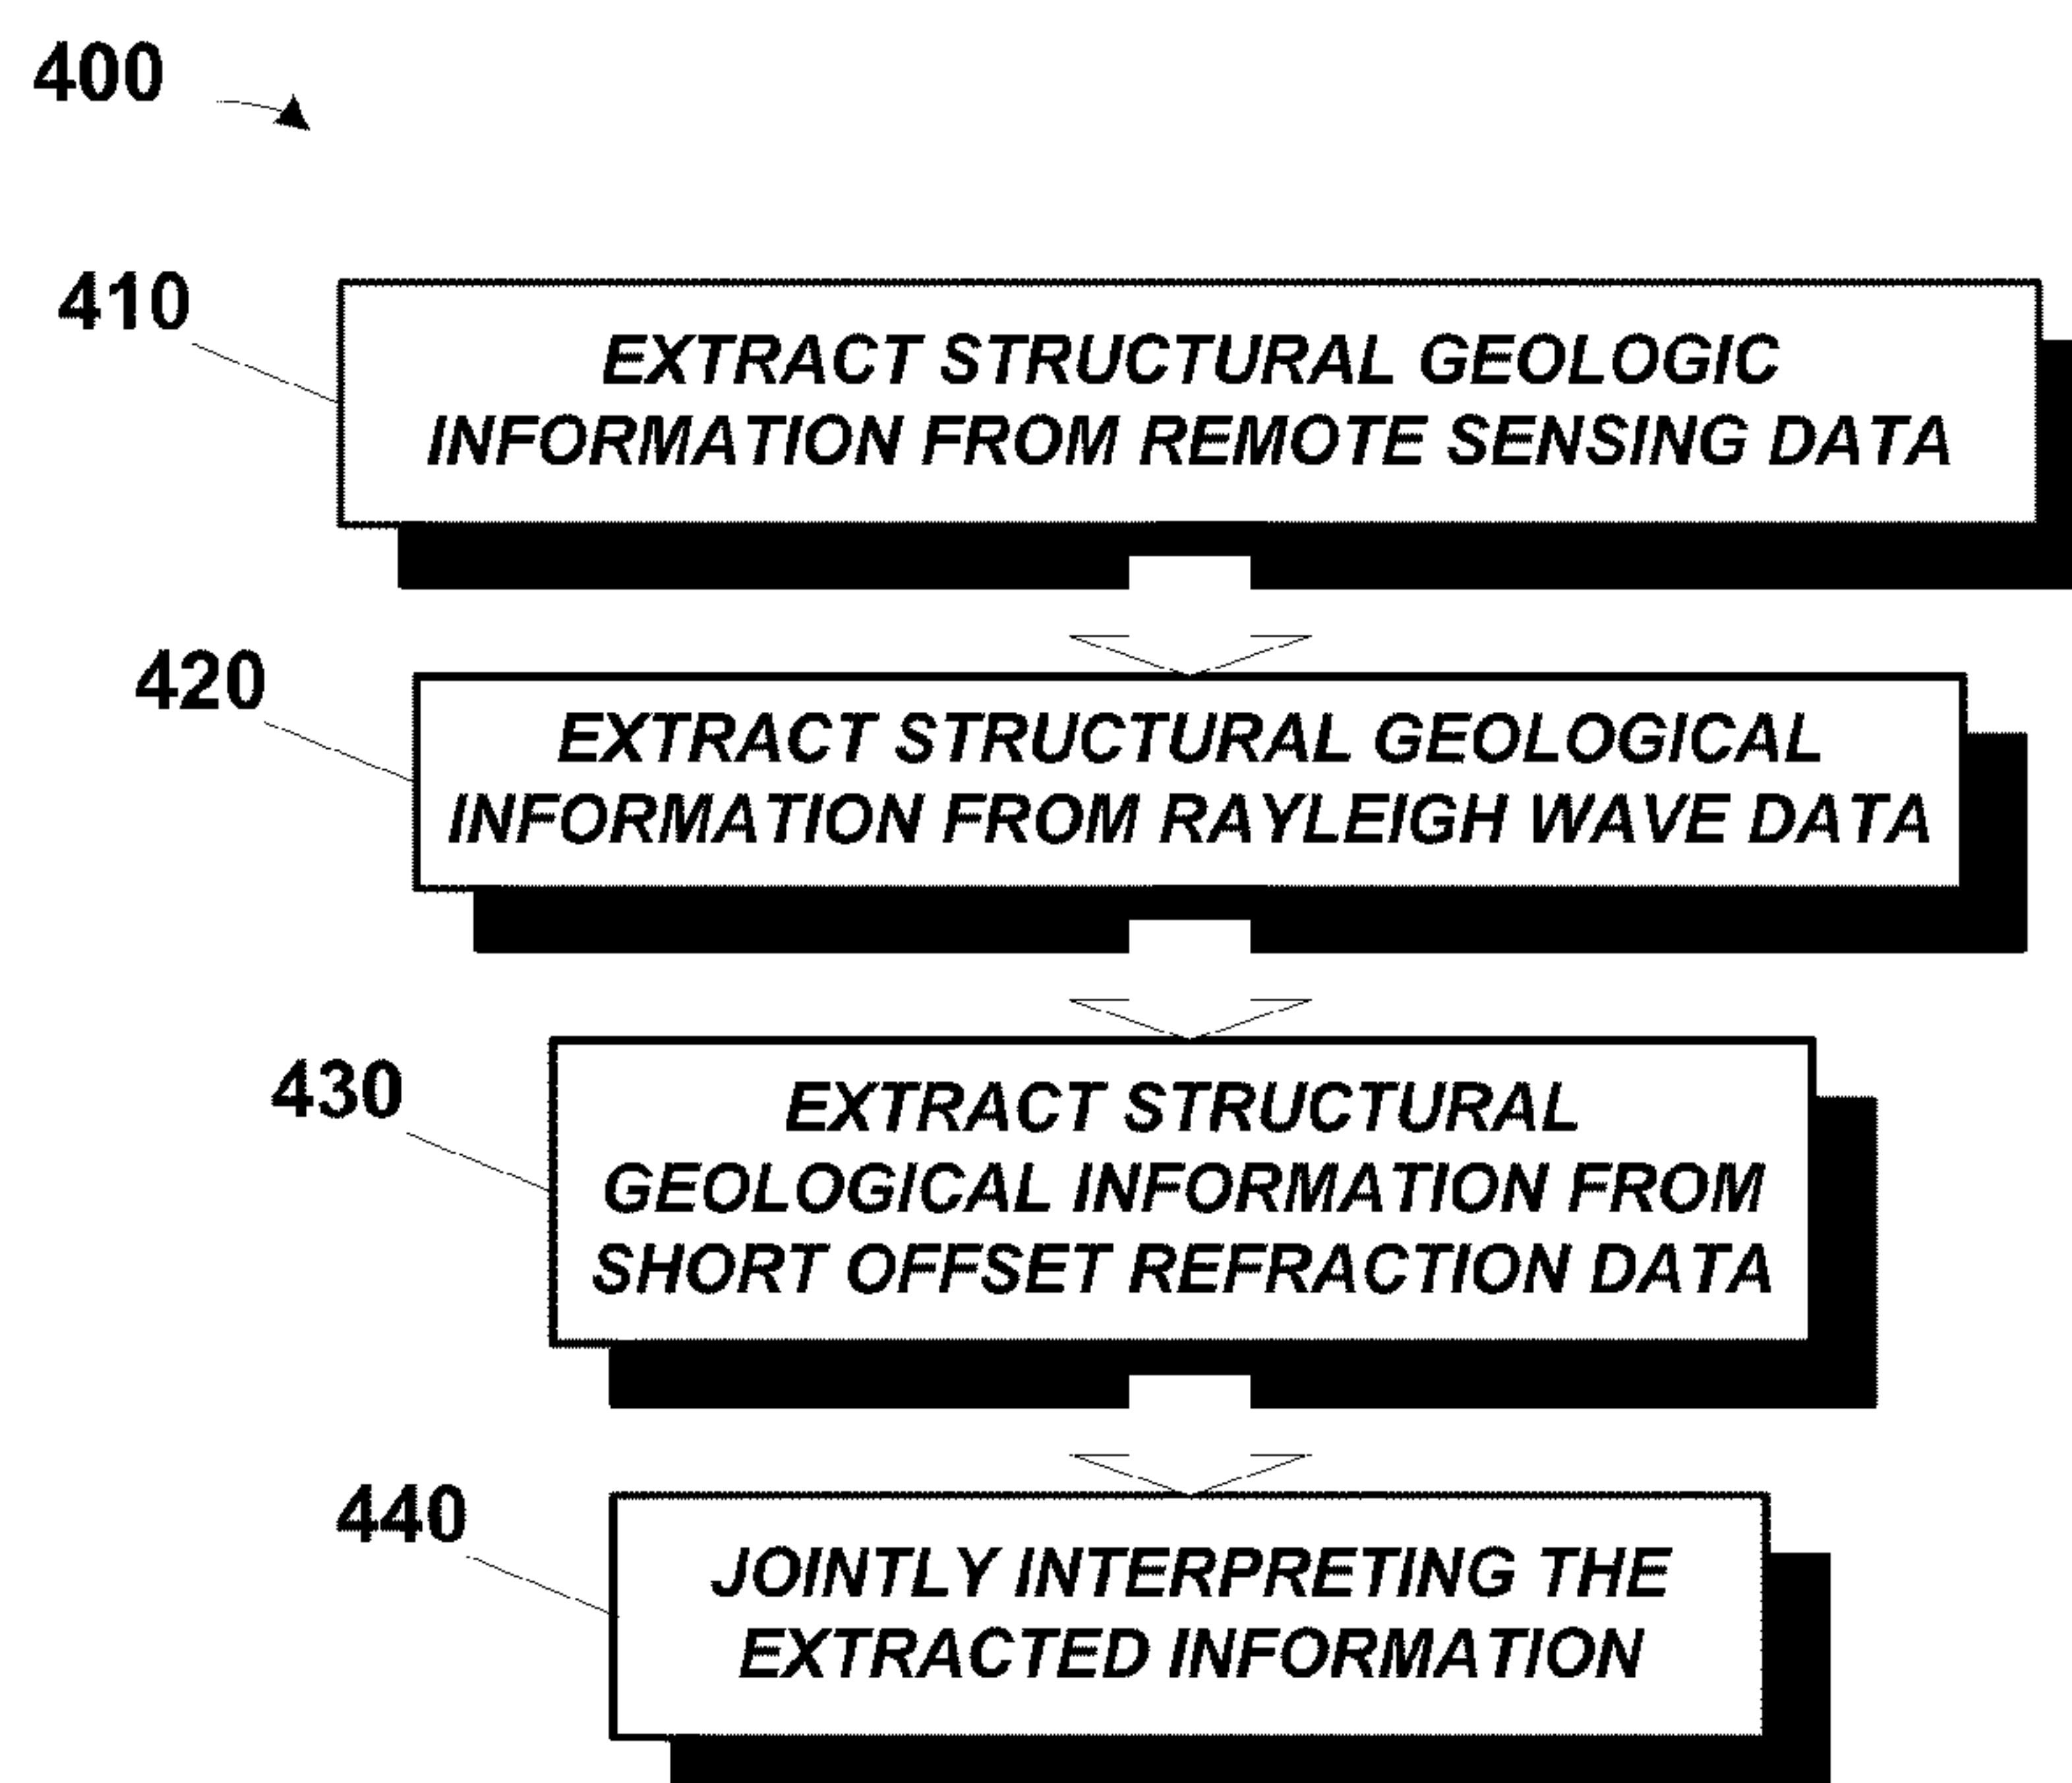 400
410
EXTRACT STRUCTURAL GEOLOGIC
INFORMATION FROM REMOTE SENSING DATA
420
EXTRACT STRUCTURAL GEOLOGICAL
INFORMATION FROM RAYLEIGH WAVE DATA
430
EXTRACT STRUCTURAL
GEOLOGICAL INFORMATION FROM
SHORT OFFSET REFRACTION DATA
440
JOINTLY INTERPRETING THE
EXTRACTED INFORMATION